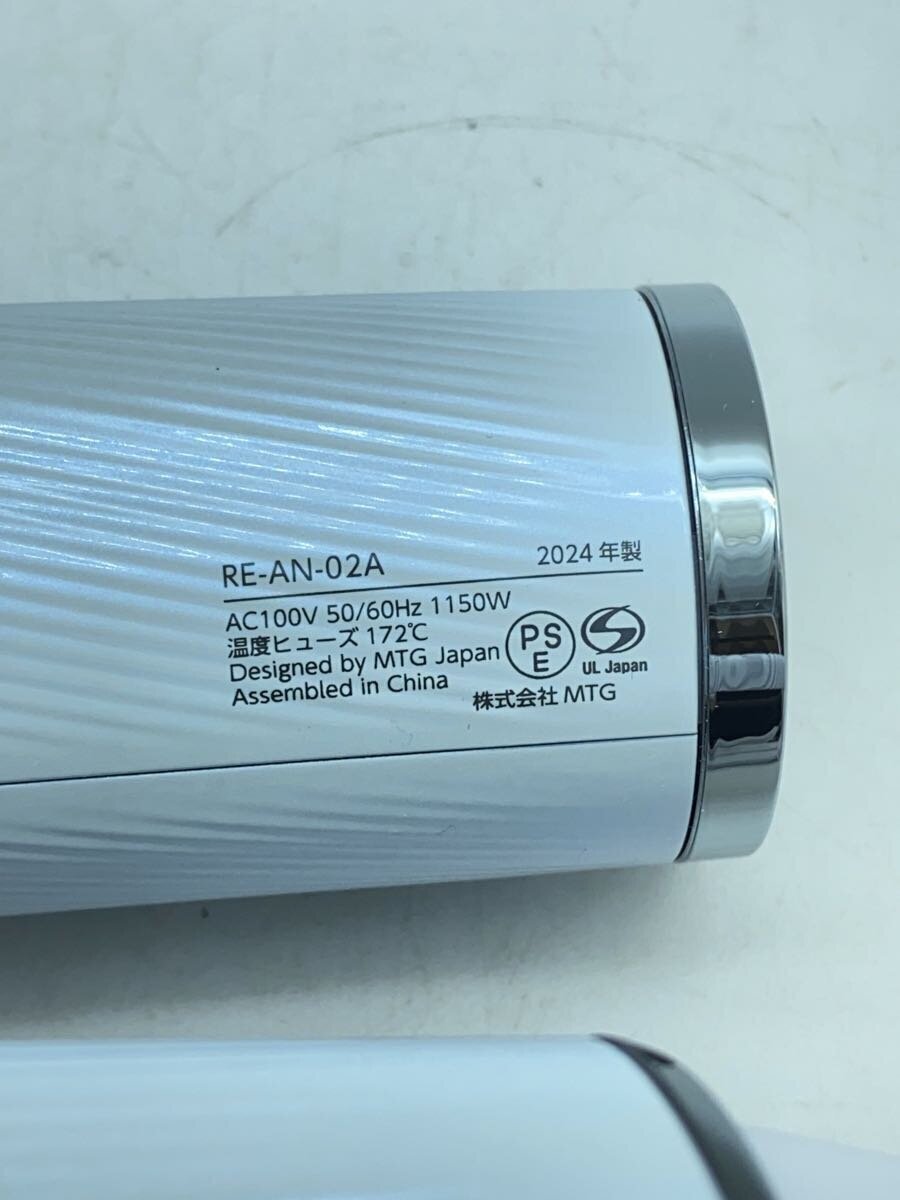 RE-AN-02A 2024年製
AC100V 50/60Hz 1150W
温度ヒューズ 172℃
Designed by MTG Japan
Assembled in China
PS
E
UL Japan
株式会社 MTG